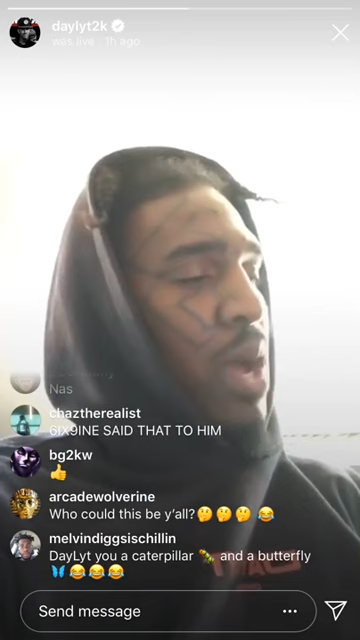 daylyt2k
was live · 1h ago
Nas
chaztherealist
6IX9INE SAID THAT TO HIM
bg2kw
👍
arcadewolverine
Who could this be y'all?🤔🤔🤔😂
melvindiggsischillin
DayLyt you a caterpillar 🐛 and a butterfly
🦋😂😂😂
Send message